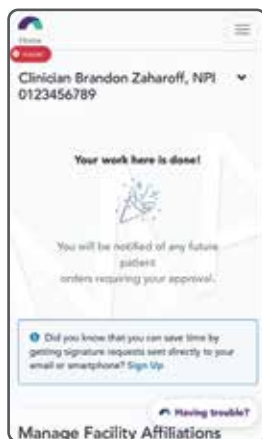 Home
Clinician Brandon Zaharoff, NPI
0123456789
Your work here is done!
You will be notified of any future
patient
orders requiring your approval.
Did you know that you can save time by
getting signature requests sent directly to your
email or smartphone? Sign Up
Having trouble?
Manage Facility Affiliations